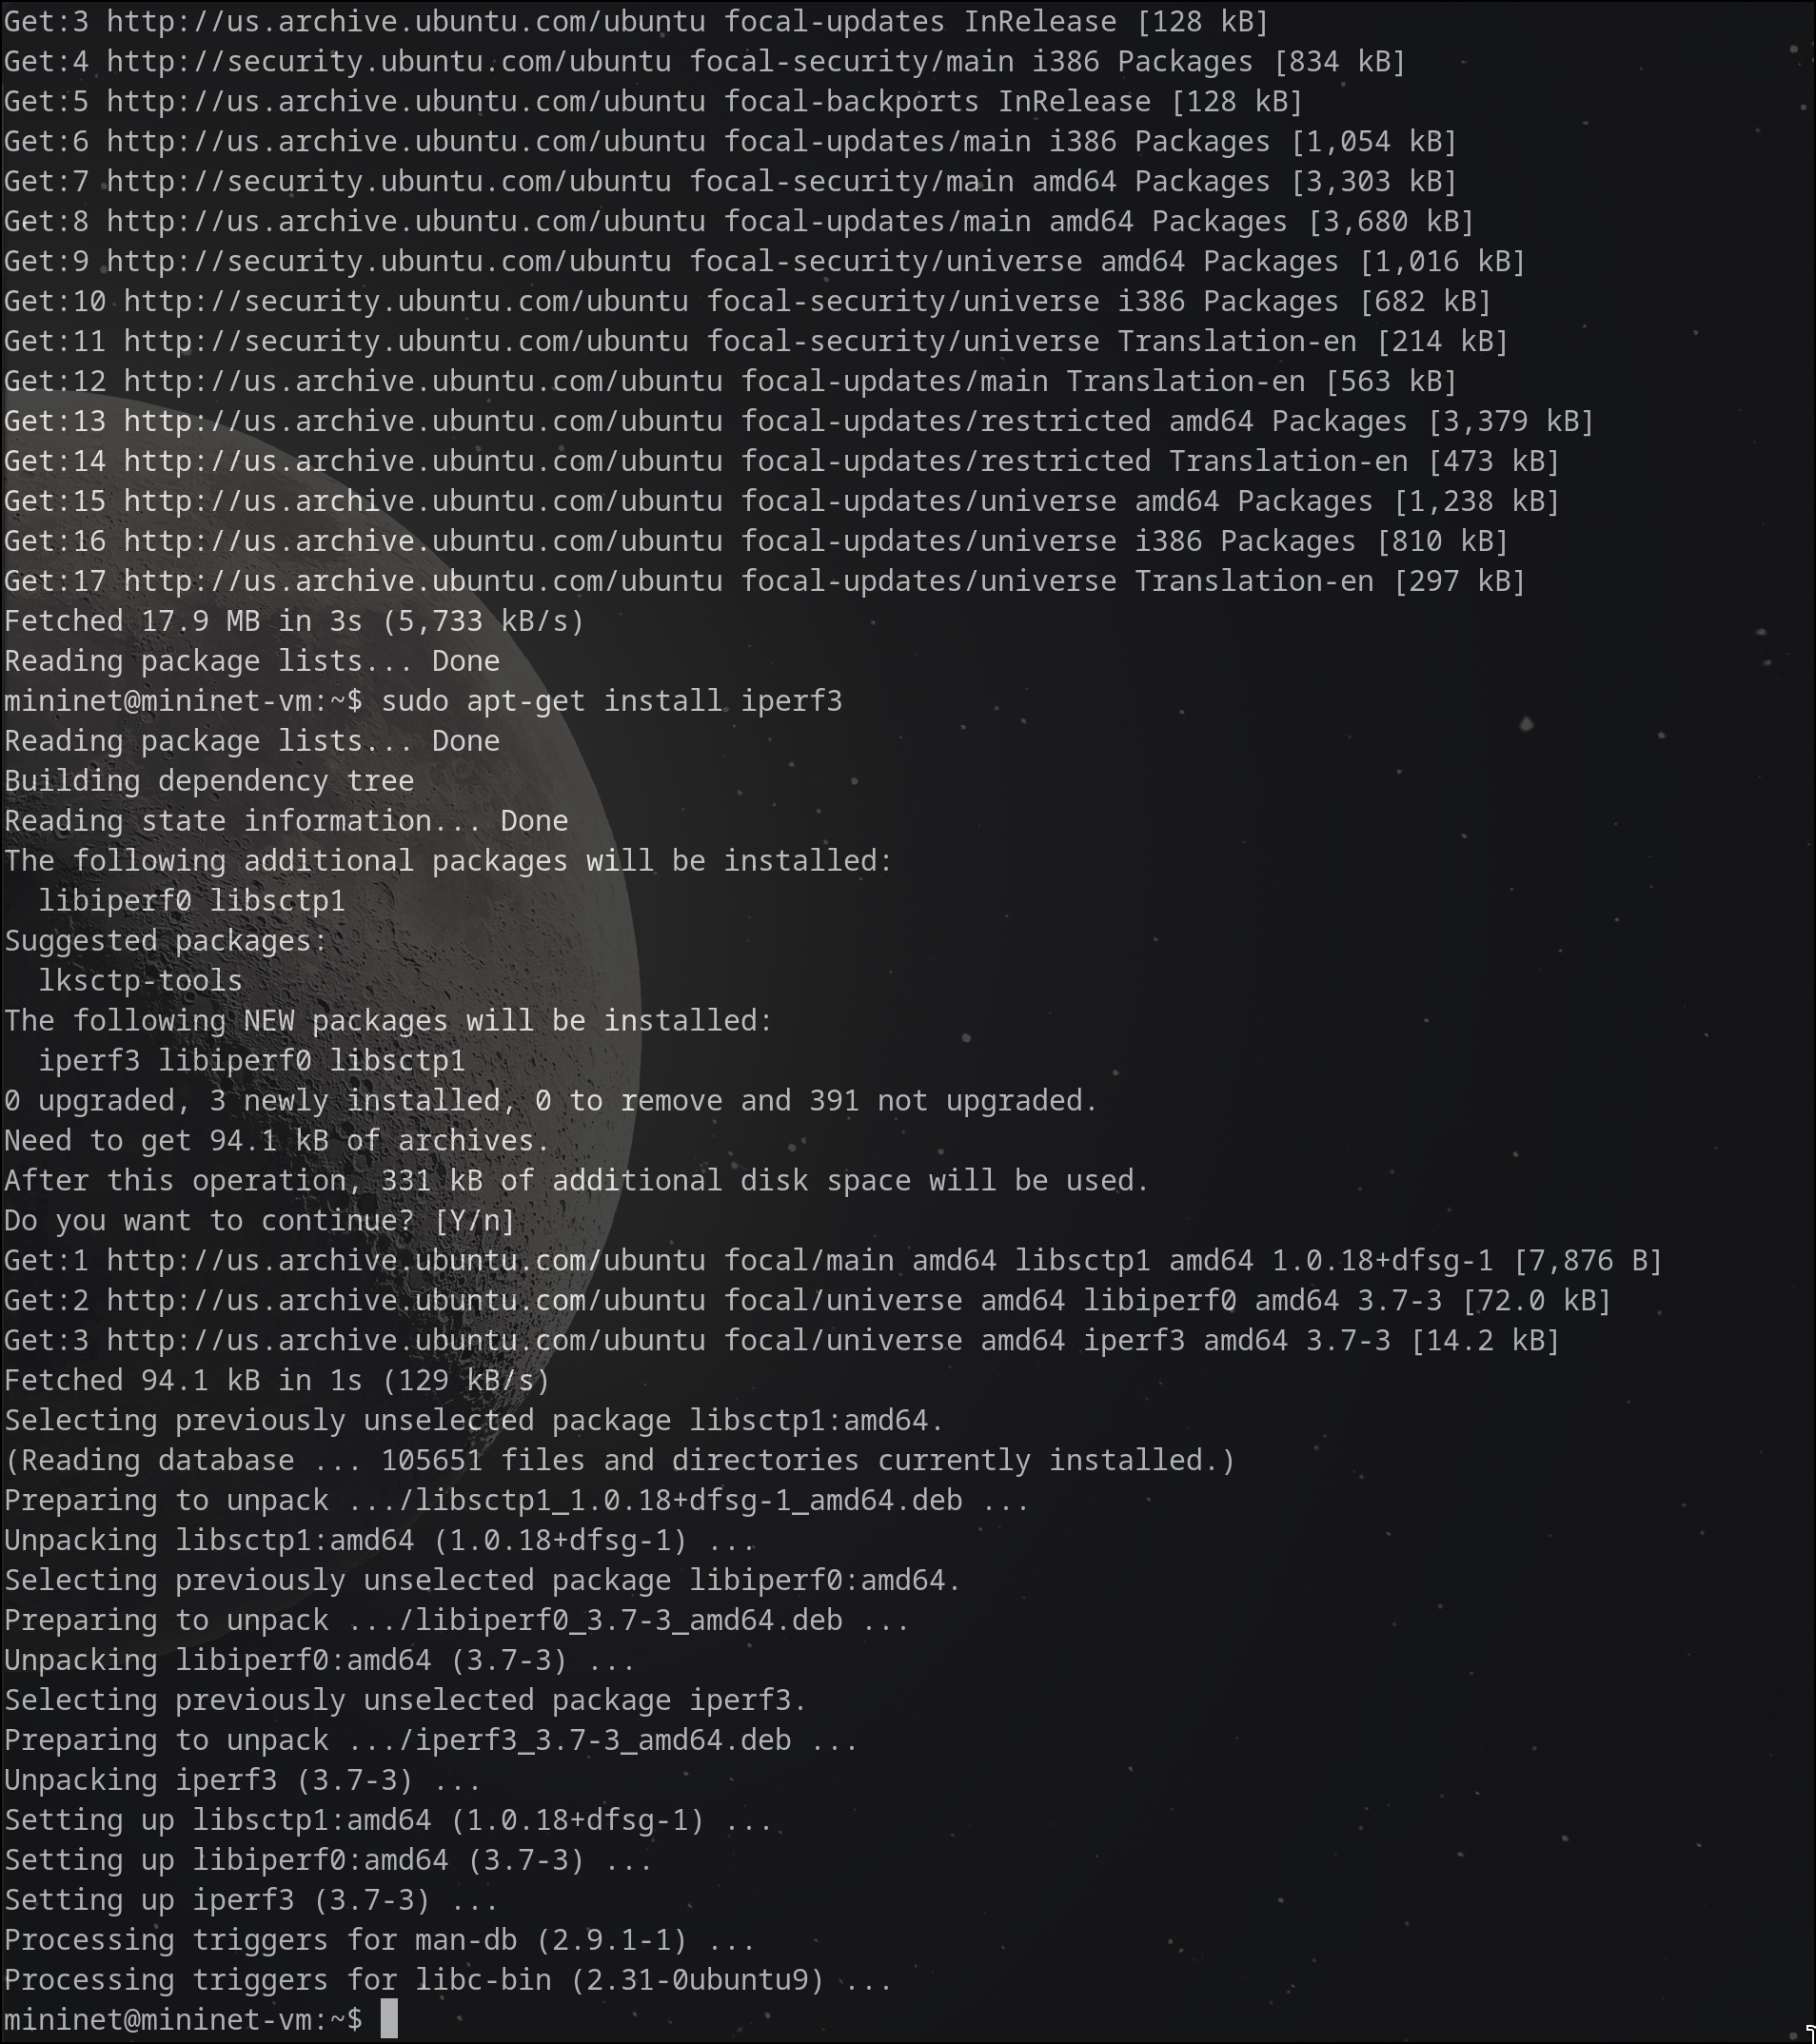 Get:3 http://us.archive.ubuntu.com/ubuntu focal-updates InRelease [128 kB]
Get:4 http://security.ubuntu.com/ubuntu focal-security/main i386 Packages [834 kB]
Get:5 http://us.archive.ubuntu.com/ubuntu focal-backports InRelease [128 kB]
Get:6 http://us.archive.ubuntu.com/ubuntu focal-updates/main i386 Packages [1,054 kB]
Get:7 http://security.ubuntu.com/ubuntu focal-security/main amd64 Packages [3,303 kB]
Get:8 http://us.archive.ubuntu.com/ubuntu focal-updates/main amd64 Packages [3,680 kB]
Get:9 http://security.ubuntu.com/ubuntu focal-security/universe amd64 Packages [1,016 kB]
Get:10 http://security.ubuntu.com/ubuntu focal-security/universe i386 Packages [682 kB]
Get:11 http://security.ubuntu.com/ubuntu focal-security/universe Translation-en [214 kB]
Get:12 http://us.archive.ubuntu.com/ubuntu focal-updates/main Translation-en [563 kB]
Get:13 http://us.archive.ubuntu.com/ubuntu focal-updates/restricted amd64 Packages [3,379 kB]
Get:14 http://us.archive.ubuntu.com/ubuntu focal-updates/restricted Translation-en [473 kB]
Get:15 http://us.archive.ubuntu.com/ubuntu focal-updates/universe amd64 Packages [1,238 kB]
Get:16 http://us.archive.ubuntu.com/ubuntu focal-updates/universe i386 Packages [810 kB]
Get:17 http://us.archive.ubuntu.com/ubuntu focal-updates/universe Translation-en [297 kB]
Fetched 17.9 MB in 3s (5,733 kB/s)
Reading package lists... Done
mininet@mininet-vm:~$ sudo apt-get install iperf3
Reading package lists... Done
Building dependency tree
Reading state information... Done
The following additional packages will be installed:
  libiperf0 libsctp1
Suggested packages:
  lksctp-tools
The following NEW packages will be installed:
  iperf3 libiperf0 libsctp1
0 upgraded, 3 newly installed, 0 to remove and 391 not upgraded.
Need to get 94.1 kB of archives.
After this operation, 331 kB of additional disk space will be used.
Do you want to continue? [Y/n]
Get:1 http://us.archive.ubuntu.com/ubuntu focal/main amd64 libsctp1 amd64 1.0.18+dfsg-1 [7,876 B]
Get:2 http://us.archive.ubuntu.com/ubuntu focal/universe amd64 libiperf0 amd64 3.7-3 [72.0 kB]
Get:3 http://us.archive.ubuntu.com/ubuntu focal/universe amd64 iperf3 amd64 3.7-3 [14.2 kB]
Fetched 94.1 kB in 1s (129 kB/s)
Selecting previously unselected package libsctp1:amd64.
(Reading database ... 105651 files and directories currently installed.)
Preparing to unpack .../libsctp1_1.0.18+dfsg-1_amd64.deb ...
Unpacking libsctp1:amd64 (1.0.18+dfsg-1) ...
Selecting previously unselected package libiperf0:amd64.
Preparing to unpack .../libiperf0_3.7-3_amd64.deb ...
Unpacking libiperf0:amd64 (3.7-3) ...
Selecting previously unselected package iperf3.
Preparing to unpack .../iperf3_3.7-3_amd64.deb ...
Unpacking iperf3 (3.7-3) ...
Setting up libsctp1:amd64 (1.0.18+dfsg-1) ...
Setting up libiperf0:amd64 (3.7-3) ...
Setting up iperf3 (3.7-3) ...
Processing triggers for man-db (2.9.1-1) ...
Processing triggers for libc-bin (2.31-0ubuntu9) ...
mininet@mininet-vm:~$